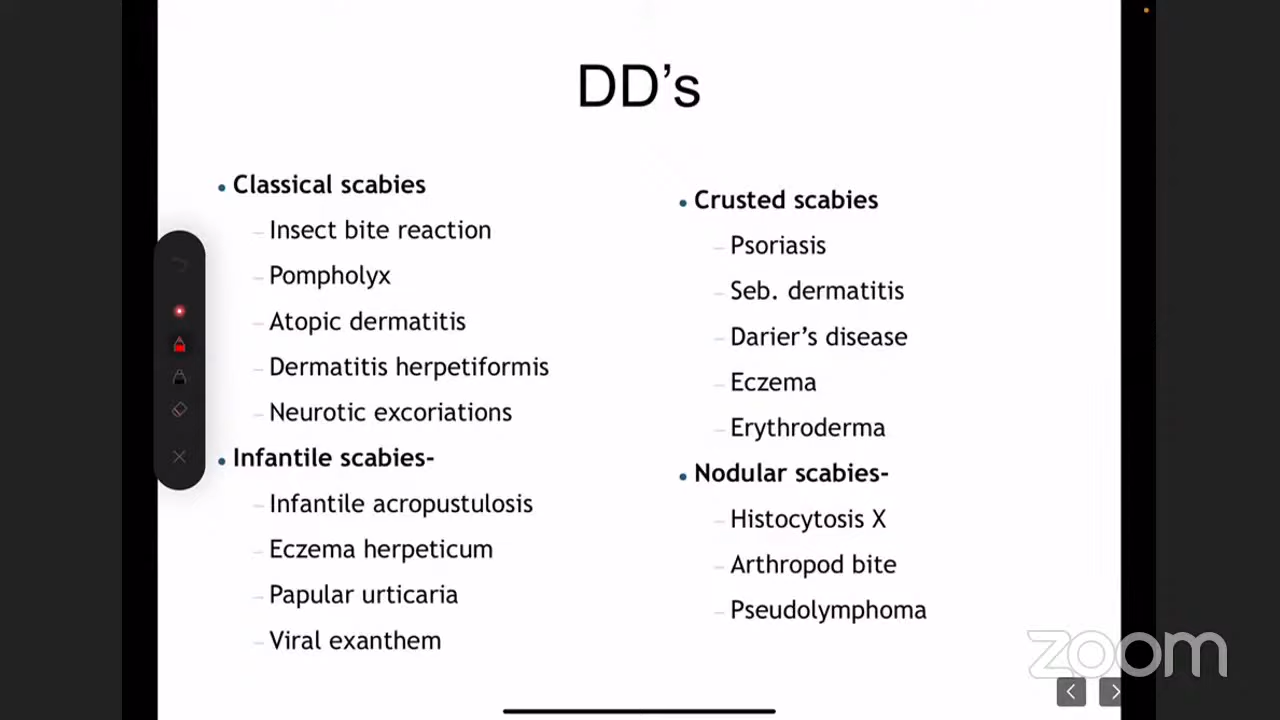 DD's
• Classical scabies
– Insect bite reaction
– Pompholyx
– Atopic dermatitis
– Dermatitis herpetiformis
– Neurotic excoriations
• Infantile scabies-
– Infantile acropustulosis
– Eczema herpeticum
– Papular urticaria
– Viral exanthem
• Crusted scabies
– Psoriasis
– Seb. dermatitis
– Darier's disease
– Eczema
– Erythroderma
• Nodular scabies-
– Histocytosis X
– Arthropod bite
– Pseudolymphoma
zoom